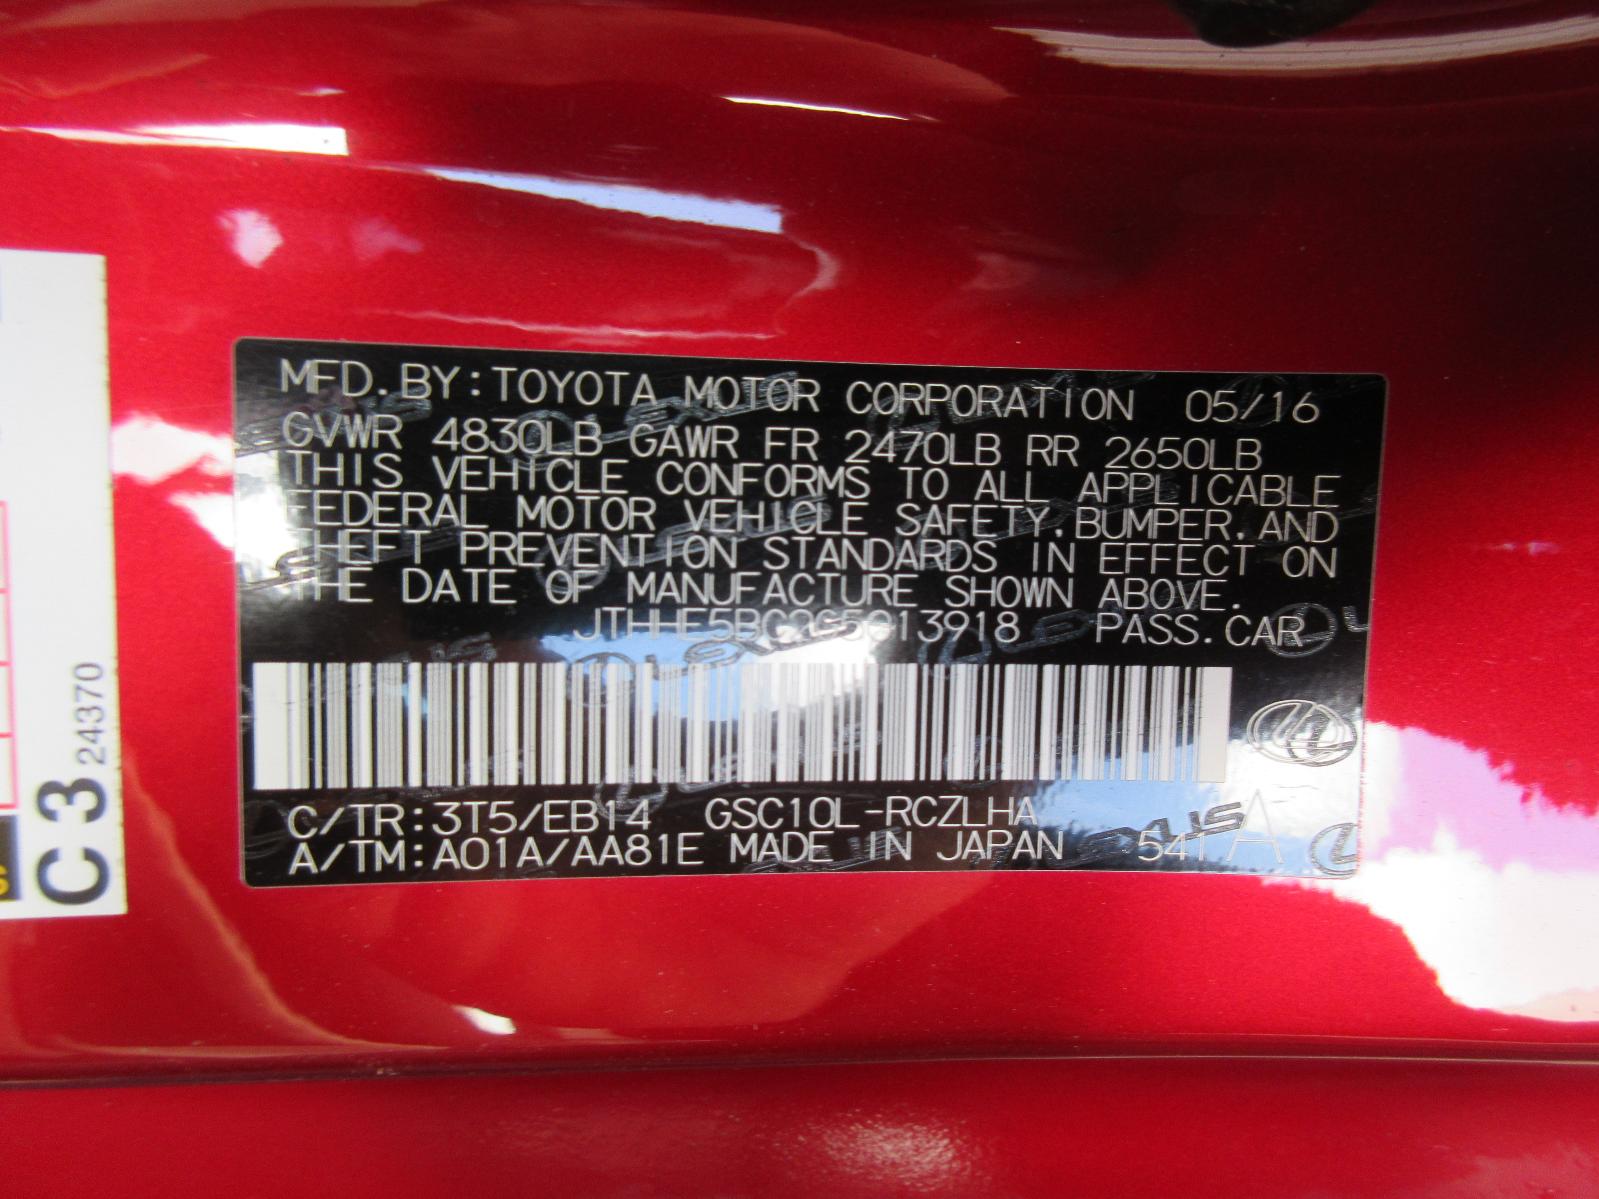 MFD.BY:TOYOTA MOTOR CORPORATION 05/16
GVWR 4830LB GAWR FR 2470LB RR 2650LB
THIS VEHICLE CONFORMS TO ALL APPLICABLE
FEDERAL MOTOR VEHICLE SAFETY,BUMPER,AND
THEFT PREVENTION STANDARDS IN EFFECT ON
THE DATE OF MANUFACTURE SHOWN ABOVE.
JTHHE5BC2G5013918 PASS.CAR
C/TR:3T5/EB14 GSC10L-RCZLHA
A/TM:A01A/AA81E MADE IN JAPAN 541A
C3
24370